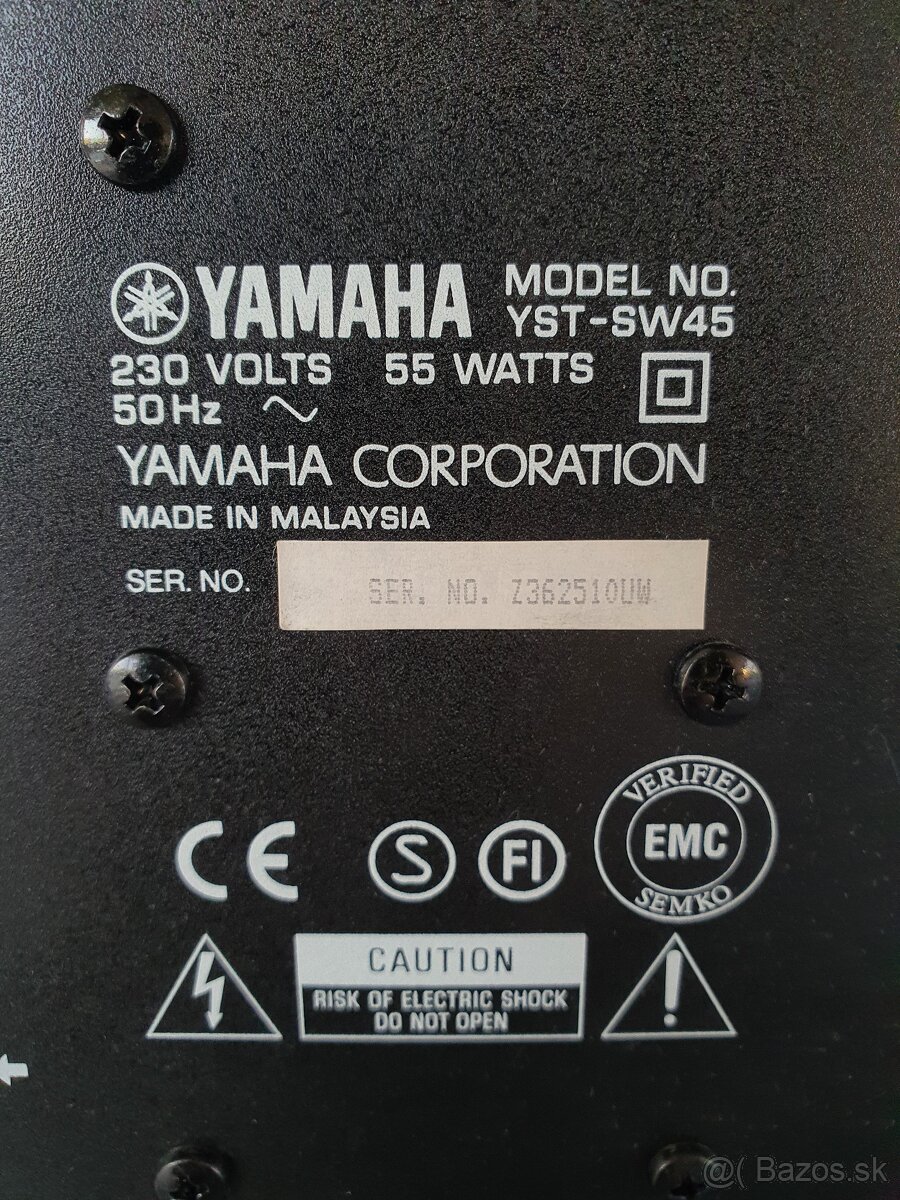 YAMAHA MODEL NO.
YST-SW45
230 VOLTS 55 WATTS
50 Hz
YAMAHA CORPORATION
MADE IN MALAYSIA
SER. NO. SER. NO. Z362510UW
VERIFIED
CE S FI EMC
SEMKO
CAUTION
RISK OF ELECTRIC SHOCK
DO NOT OPEN
@( Bazos.sk